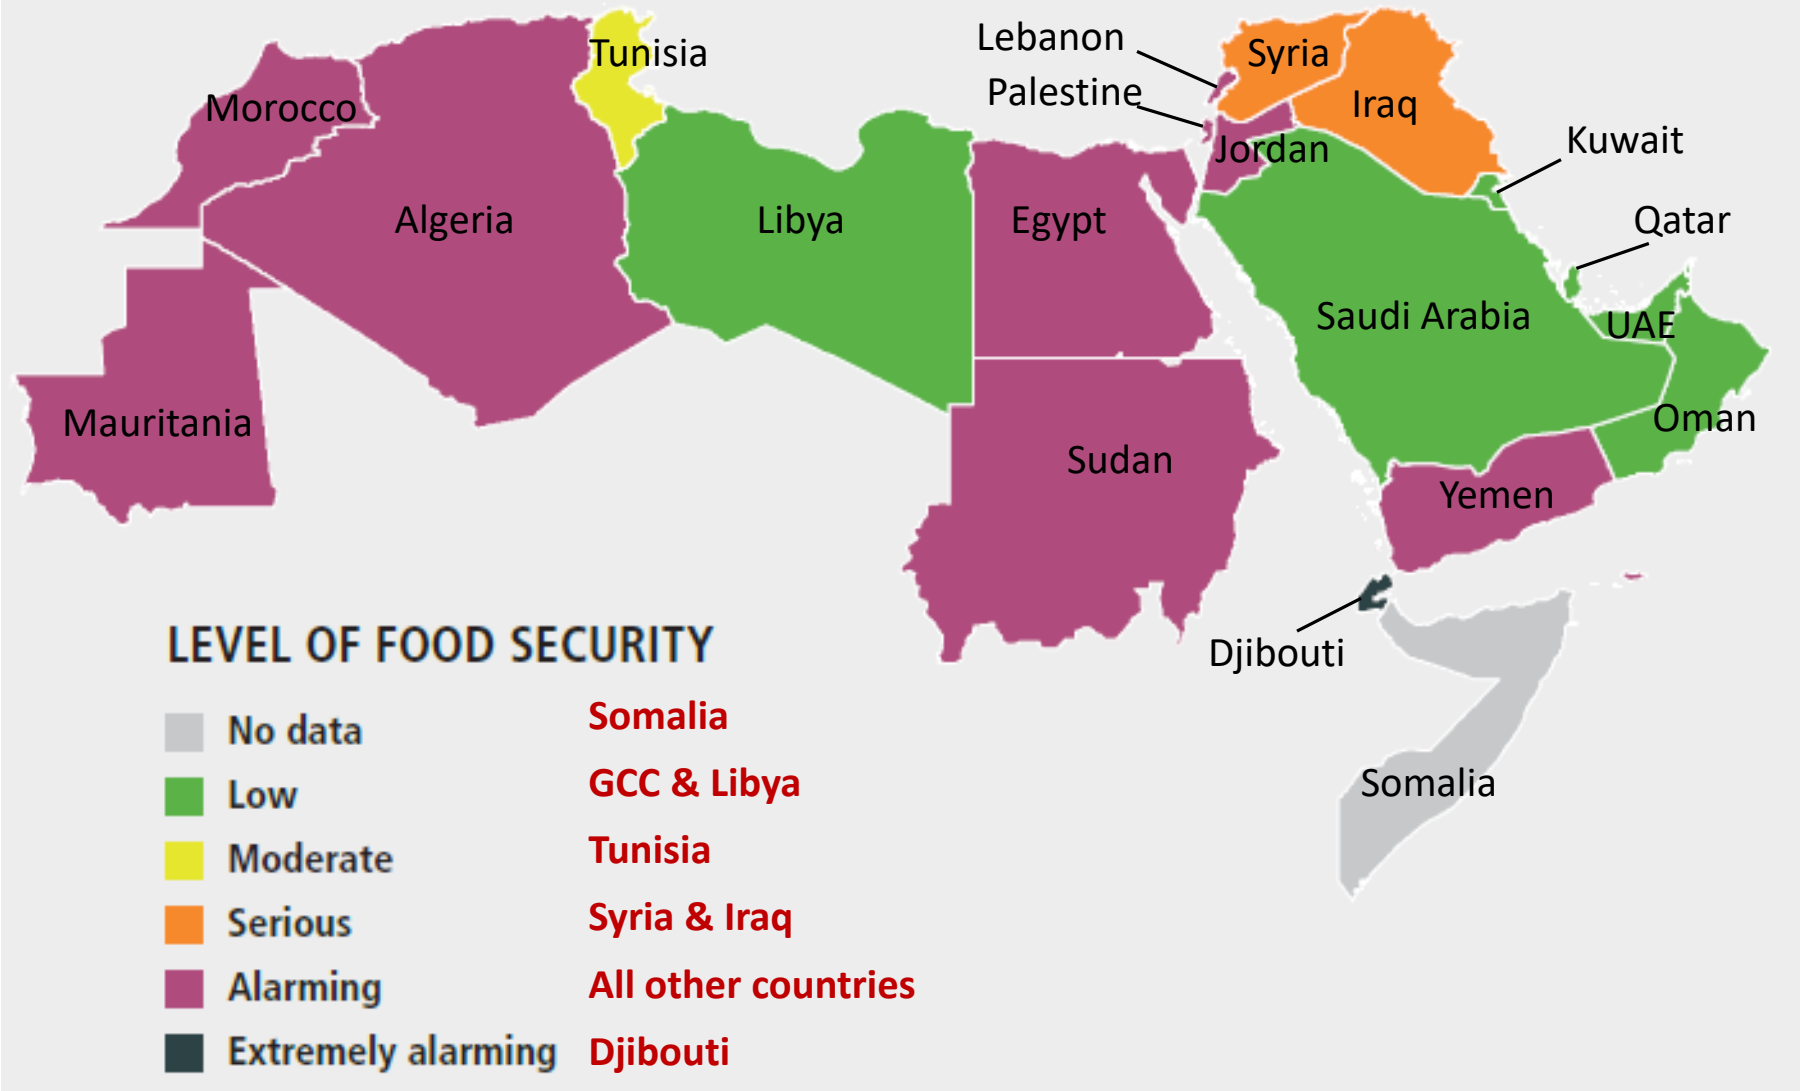 Lebanon
Syria
Tunisia
Palestine
Morocco
Iraq
Kuwait
Jordan
Algeria
Libya
Egypt
Qatar
Saudi Arabia
UAE
Mauritania
Oman
Sudan
Yemen
Djibouti
Somalia
LEVEL OF FOOD SECURITY
No data Somalia
Low GCC & Libya
Moderate Tunisia
Serious Syria & Iraq
Alarming All other countries
Extremely alarming Djibouti